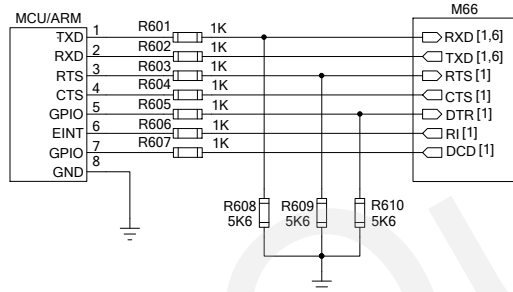 MCU/ARM
M66
TXD 1 R601 1K RXD [1,6]
RXD 2 R602 1K TXD [1,6]
RTS 3 R603 1K RTS [1]
CTS 4 R604 1K CTS [1]
GPIO 5 R605 1K DTR [1]
EINT 6 R606 1K RI [1]
GPIO 7 R607 1K DCD [1]
GND 8
R608 R609 R610
5K6 5K6 5K6